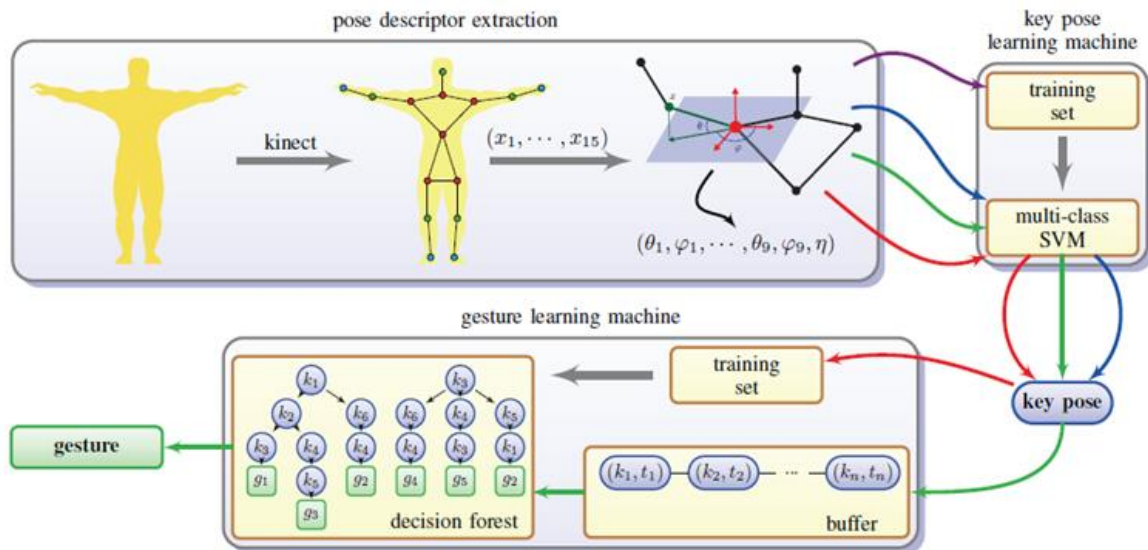 pose descriptor extraction
key pose
learning machine
kinect
(x₁, ⋯ , x₁₅)
z
θ
φ
(θ₁, φ₁, ⋯ , θ₉, φ₉, η)
training
set
multi-class
SVM
gesture learning machine
training
set
key pose
gesture
k₁ k₃
k₂ k₆ k₆ k₄ k₅
k₃ k₄ k₄ k₄ k₃ k₁
g₁ k₅ g₂ g₄ g₅ g₂
g₃
decision forest
(k₁, t₁) (k₂, t₂) ... (kₙ, tₙ)
buffer